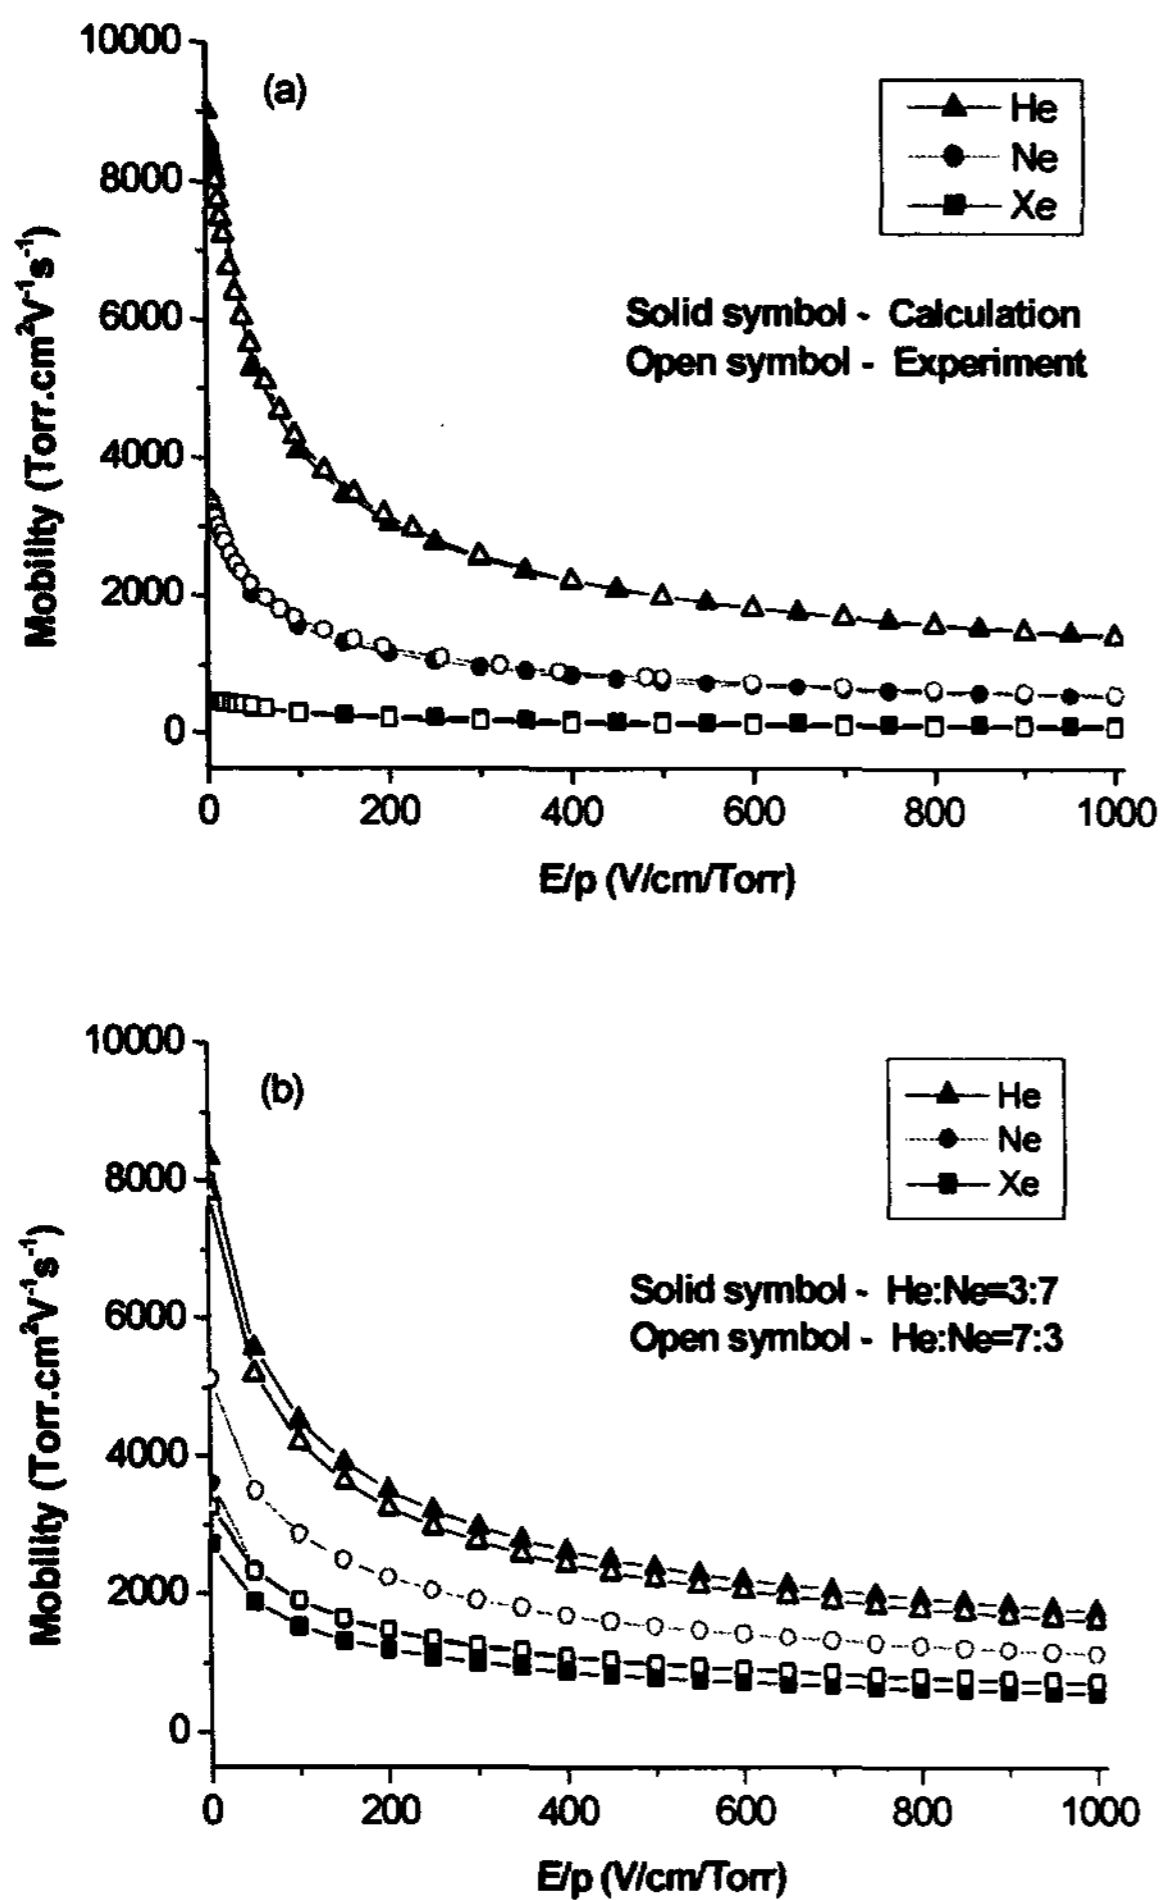 (a)
10000
8000
6000
4000
2000
0
Mobility (Torr.cm²V⁻¹s⁻¹)
He
Ne
Xe
Solid symbol - Calculation
Open symbol - Experiment
0 200 400 600 800 1000
E/p (V/cm/Torr)
(b)
10000
8000
6000
4000
2000
0
Mobility (Torr.cm²V⁻¹s⁻¹)
He
Ne
Xe
Solid symbol - He:Ne=3:7
Open symbol - He:Ne=7:3
0 200 400 600 800 1000
E/p (V/cm/Torr)